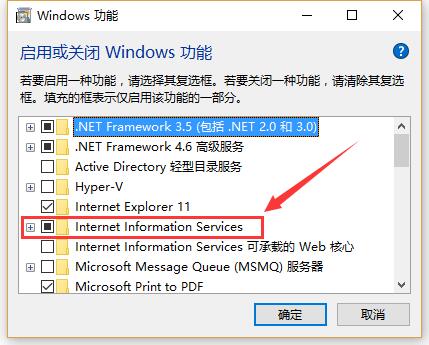 Windows 功能
启用或关闭 Windows 功能
若要启用一种功能，请选择其复选框。若要关闭一种功能，请清除其复选
框。填充的框表示仅启用该功能的一部分。
.NET Framework 3.5 (包括 .NET 2.0 和 3.0)
.NET Framework 4.6 高级服务
Active Directory 轻型目录服务
Hyper-V
Internet Explorer 11
Internet Information Services
Internet Information Services 可承载的 Web 核心
Microsoft Message Queue (MSMQ) 服务器
Microsoft Print to PDF
确定
取消